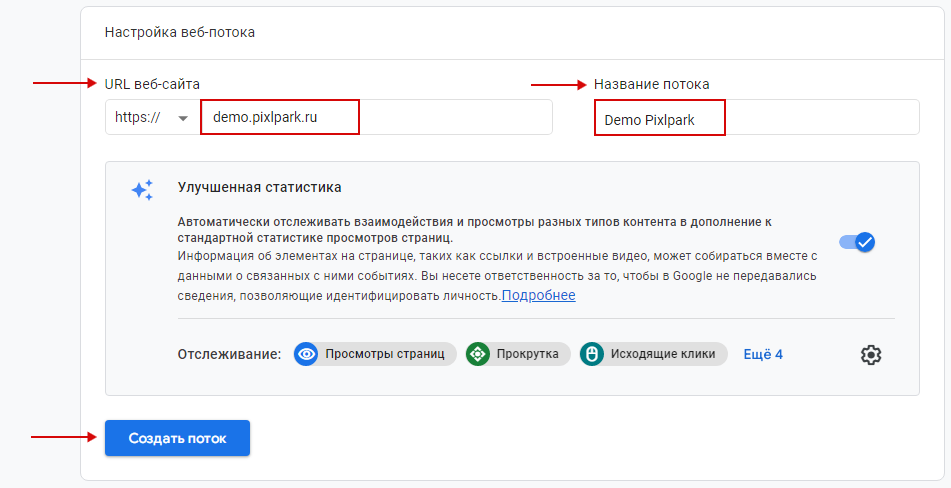 Настройка веб-потока
URL веб-сайта
Название потока
https://
demo.pixlpark.ru
Demo Pixlpark
Улучшенная статистика
Автоматически отслеживать взаимодействия и просмотры разных типов контента в дополнение к
стандартной статистике просмотров страниц.
Информация об элементах на странице, таких как ссылки и встроенные видео, может собираться вместе с
данными о связанных с ними событиях. Вы несете ответственность за то, чтобы в Google не передавались
сведения, позволяющие идентифицировать личность.Подробнее
Отслеживание: Просмотры страниц Прокрутка Исходящие клики Ещё 4
Создать поток